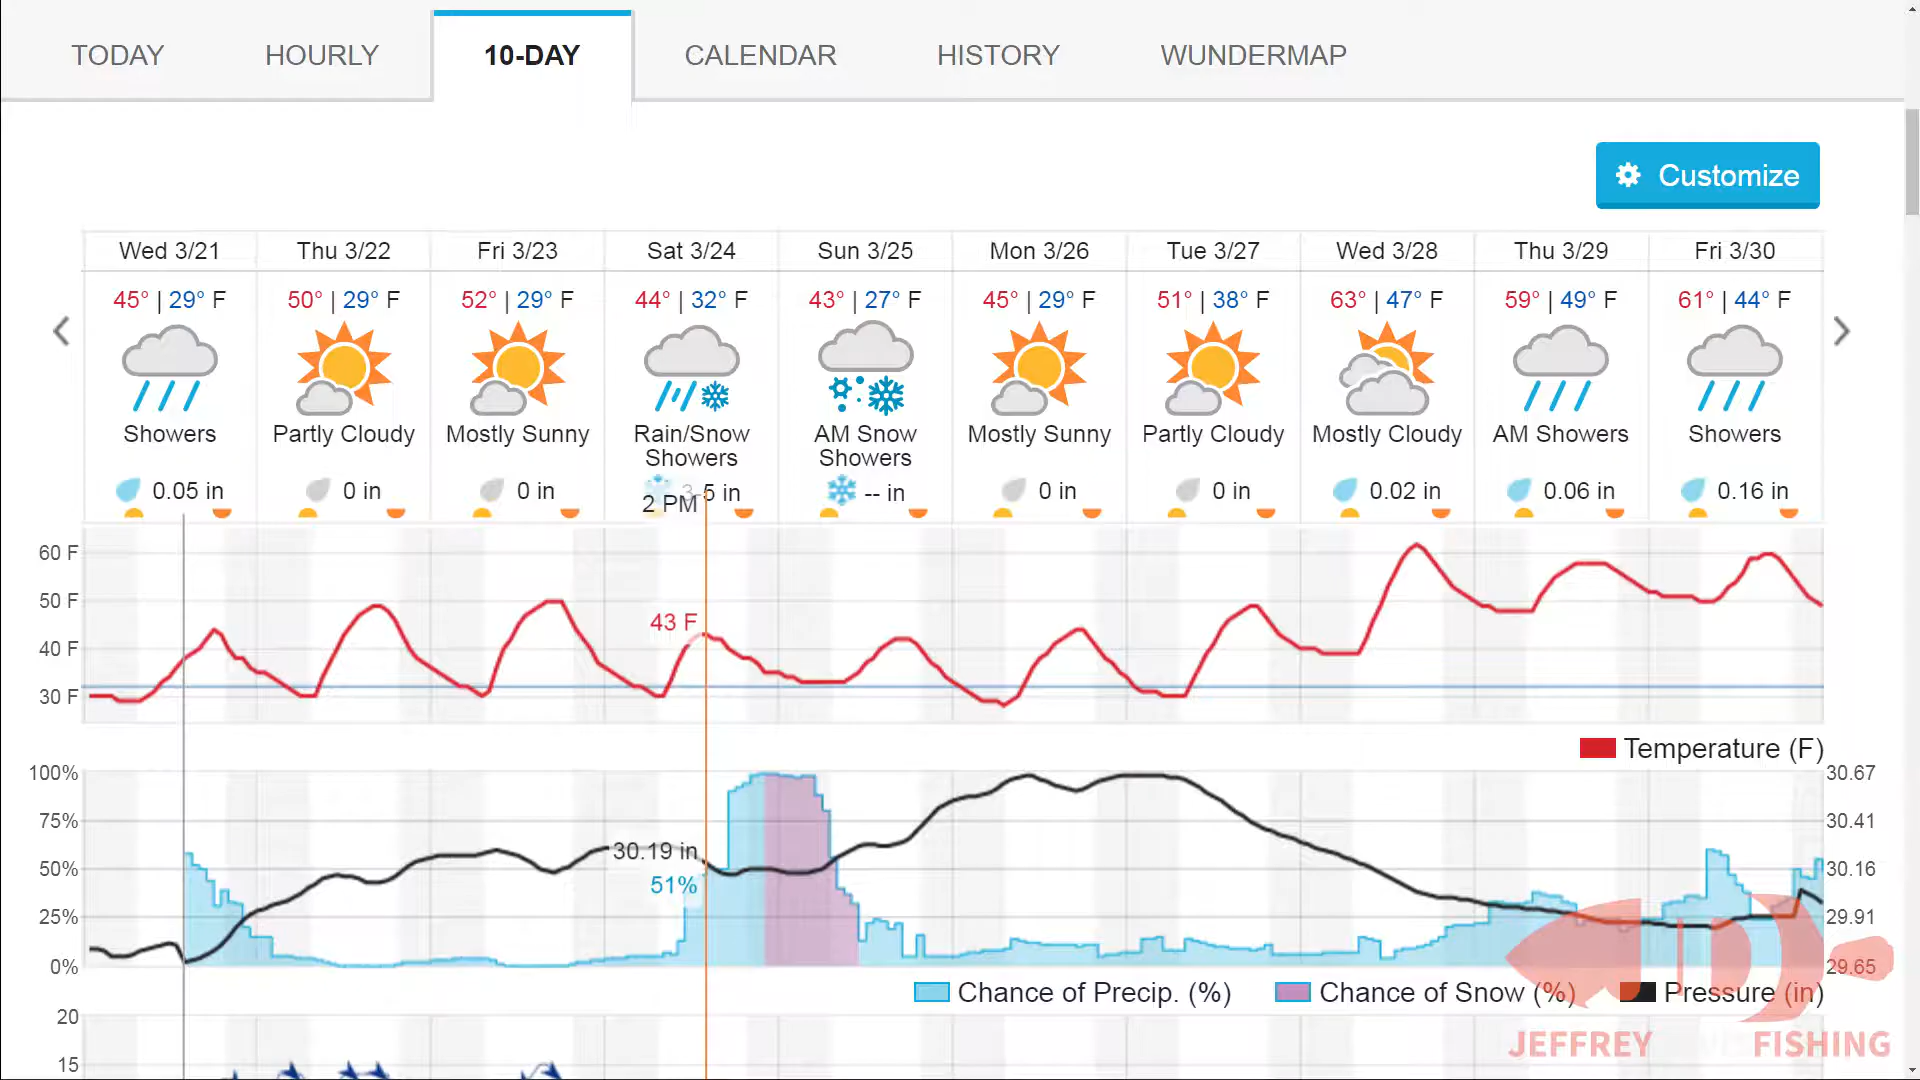 TODAY HOURLY 10-DAY CALENDAR HISTORY WUNDERMAP
Customize
Wed 3/21 Thu 3/22 Fri 3/23 Sat 3/24 Sun 3/25 Mon 3/26 Tue 3/27 Wed 3/28 Thu 3/29 Fri 3/30
45° | 29° F 50° | 29° F 52° | 29° F 44° | 32° F 43° | 27° F 45° | 29° F 51° | 38° F 63° | 47° F 59° | 49° F 61° | 44° F
Showers Partly Cloudy Mostly Sunny Rain/Snow AM Snow Mostly Sunny Partly Cloudy Mostly Cloudy AM Showers Showers
Showers Showers
0.05 in 0 in 0 in 3-5 in -- in 0 in 0 in 0.02 in 0.06 in 0.16 in
2 PM
60 F
50 F
43 F
40 F
30 F
Temperature (F)
100% 30.67
75% 30.41
30.19 in
50% 30.16
51%
25% 29.91
0% 29.65
Chance of Precip. (%) Chance of Snow (%) Pressure (in)
20
JEFFREY FISHING
15